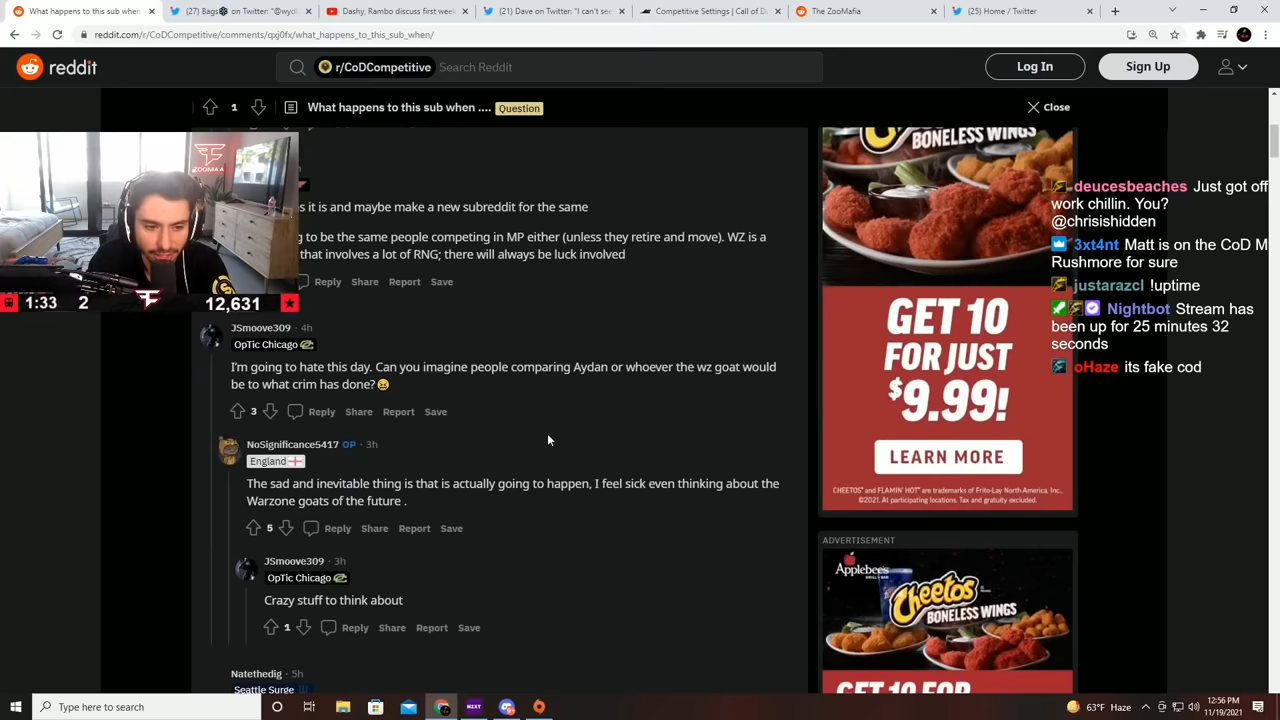 What happens to this sub when
(27) Bags on Twitter: "@wydl
Dashy, Rambo discuss first week
(21) Dave on Twitter: "I can't see
Competitive Settings | Call of D
The ZooMafia
(25) Home / Twitter
reddit.com/r/CoDCompetitive/comments/qxj0fx/what_happens_to_this_sub_when/
reddit
r/CoDCompetitive
Search Reddit
Log In
Sign Up
1
What happens to this sub when ....
Question
Close
s it is and maybe make a new subreddit for the same
g to be the same people competing in MP either (unless they retire and move). WZ is a
that involves a lot of RNG; there will always be luck involved
Reply Share Report Save
ZOOMAA
1:33 2 12,631
JSmoove309 · 4h
OpTic Chicago
I'm going to hate this day. Can you imagine people comparing Aydan or whoever the wz goat would
be to what crim has done?😖
3 Reply Share Report Save
NoSignificance5417 OP · 3h
England
The sad and inevitable thing is that is actually going to happen, I feel sick even thinking about the
Warzone goats of the future .
5 Reply Share Report Save
JSmoove309 · 3h
OpTic Chicago
Crazy stuff to think about
1 Reply Share Report Save
Natethedig · 5h
Seattle Surge
BONELESS WINGS
GET 10
FOR JUST
$9.99!
LEARN MORE
CHEETOS® and FLAMIN' HOT® are trademarks of Frito-Lay North America, Inc.,
©2021. At participating locations. Tax and gratuity excluded.
ADVERTISEMENT
Applebee's
GRILL + BAR
Cheetos
BONELESS WINGS
GET 10 FOR
deucesbeaches Just got off
work chillin. You?
@chrisishidden
3xt4nt Matt is on the CoD M
Rushmore for sure
justarazcl !uptime
Nightbot Stream has
been up for 25 minutes 32
seconds
oHaze its fake cod
Type here to search
NZXT
63°F Haze
12:56 PM
11/19/2021